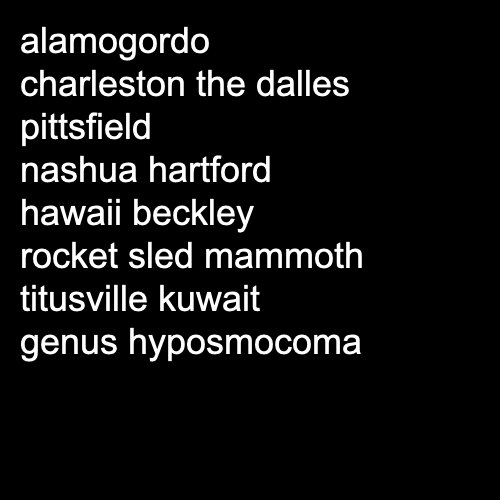 alamogordo
charleston the dalles
pittsfield
nashua hartford
hawaii beckley
rocket sled mammoth
titusville kuwait
genus hyposmocoma